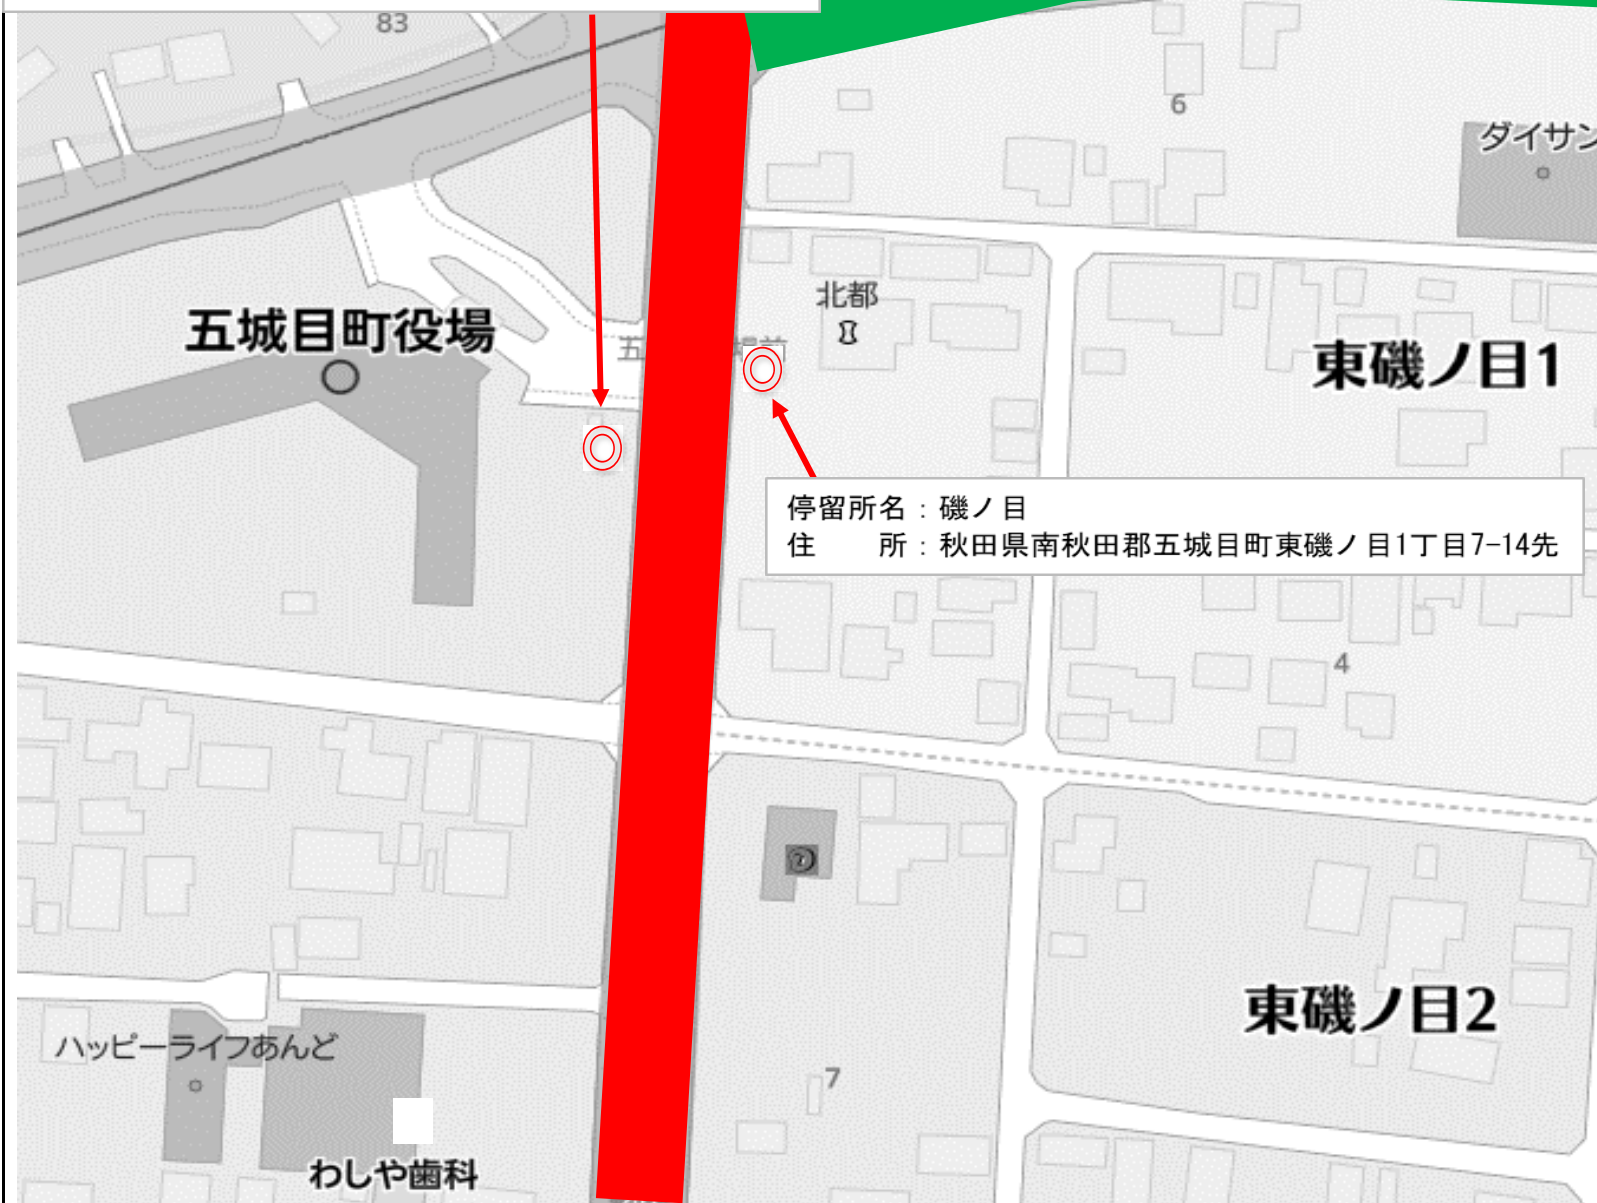 83
6
ダイサン
北都
五城目町役場
五
東磯ノ目1
停留所名：磯ノ目
住　　所：秋田県南秋田郡五城目町東磯ノ目1丁目7-14先
4
東磯ノ目2
ハッピーライフあんど
7
わしや歯科